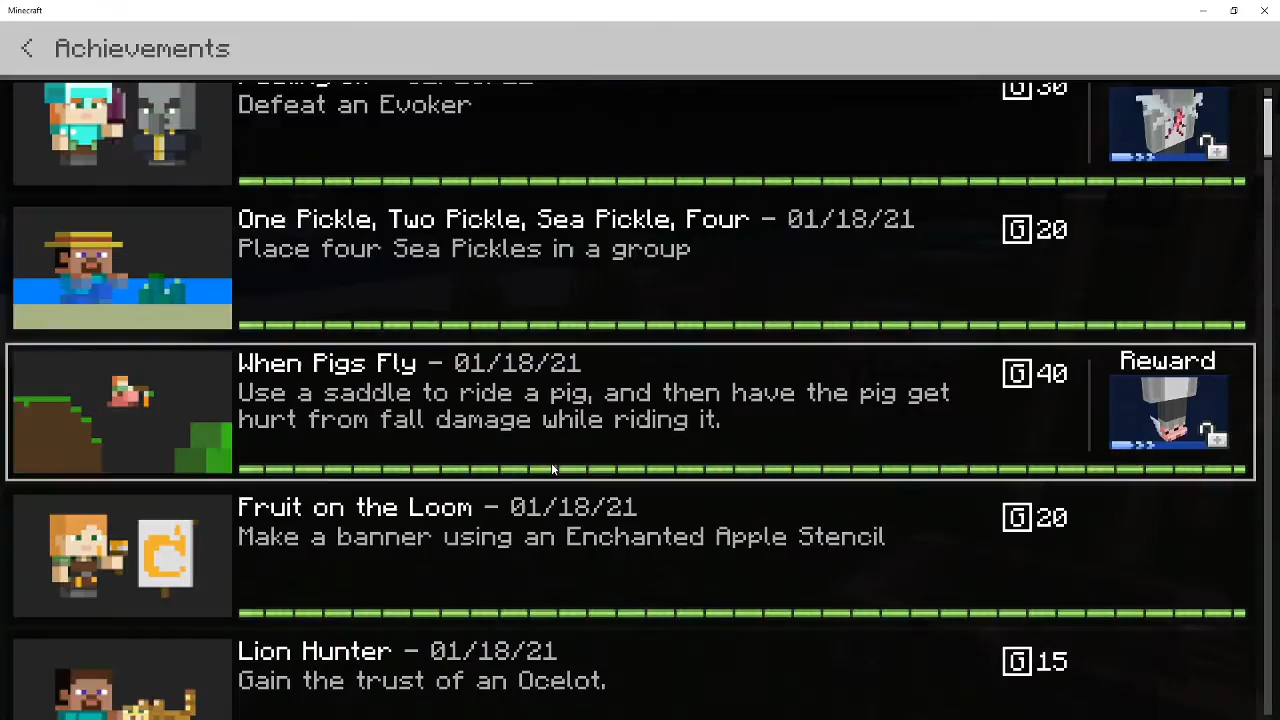 Minecraft
Achievements
Defeat an Evoker
G 30
One Pickle, Two Pickle, Sea Pickle, Four - 01/18/21
G 20
Place four Sea Pickles in a group
When Pigs Fly - 01/18/21
G 40
Reward
Use a saddle to ride a pig, and then have the pig get
hurt from fall damage while riding it.
Fruit on the Loom - 01/18/21
G 20
Make a banner using an Enchanted Apple Stencil
Lion Hunter - 01/18/21
G 15
Gain the trust of an Ocelot.